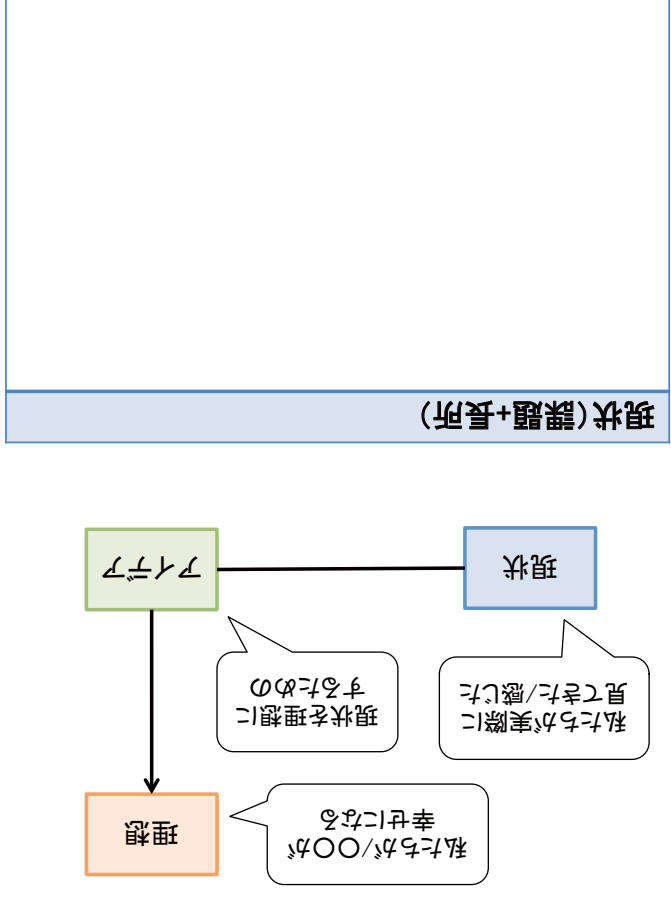 私たちが/〇〇が
幸せになる
理想
私たちが実際に
見てきた/感じた
現状を理想に
するための
現状
アイデア
現状(課題+長所)